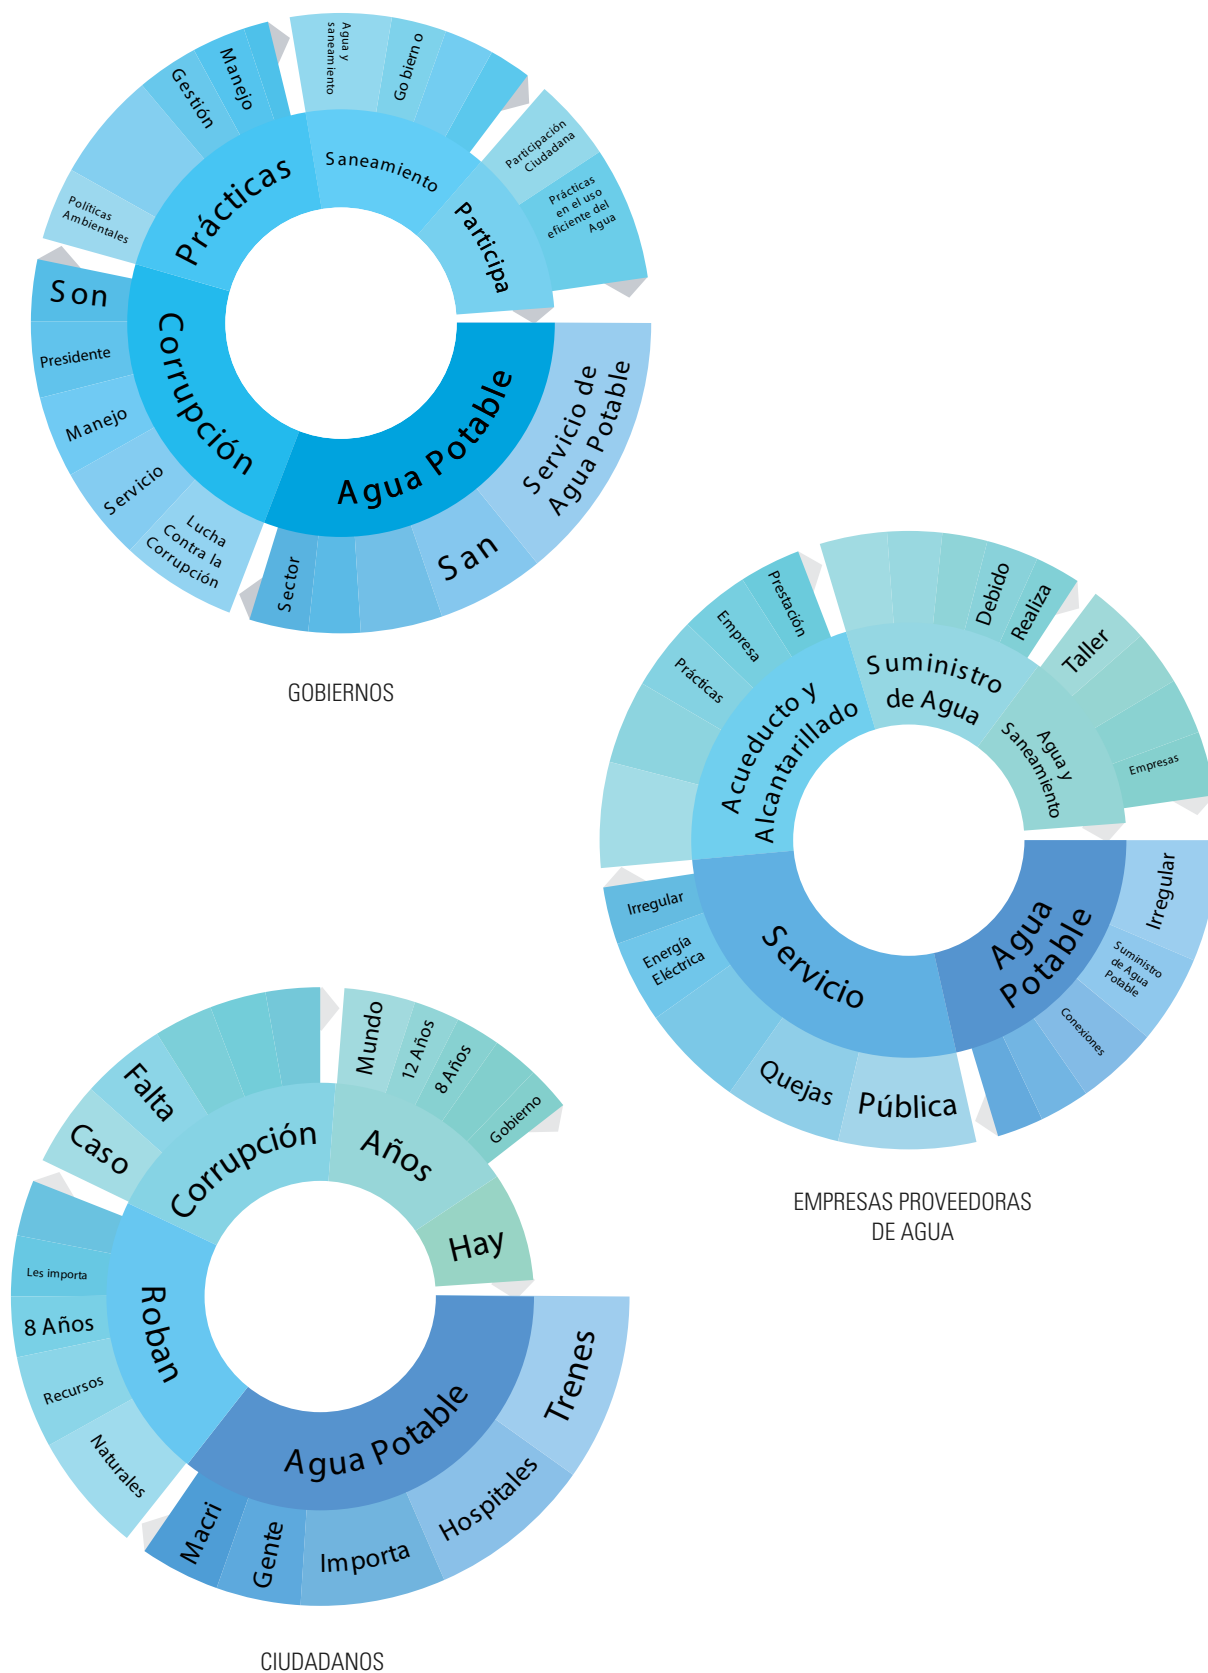 Agua y
saneamiento
Go biern o
Manejo
Gestión
Políticas
Ambientales
Prácticas
Saneamiento
Participa
Participación
Ciudadana
Prácticas
en el uso
eficiente del
Agua
Son
Presidente
Manejo
Servicio
Lucha
Contra la
Corrupción
Corrupción
Agua Potable
Servicio de
Agua Potable
San
Sector
GOBIERNOS
Prestación
Empresa
Prácticas
Acueducto y
Alcantarillado
Suministro
de Agua
Debido
Realiza
Taller
Agua y
Saneamiento
Empresas
Irregular
Energía
Eléctrica
Servicio
Quejas
Pública
Agua
Potable
Irregular
Suministro
de Agua
Potable
Conexiones
EMPRESAS PROVEEDORAS
DE AGUA
Falta
Caso
Corrupción
Mundo
12 Años
8 Años
Gobierno
Años
Hay
Les importa
8 Años
Recursos
Naturales
Roban
Agua Potable
Trenes
Hospitales
Importa
Gente
Macri
CIUDADANOS